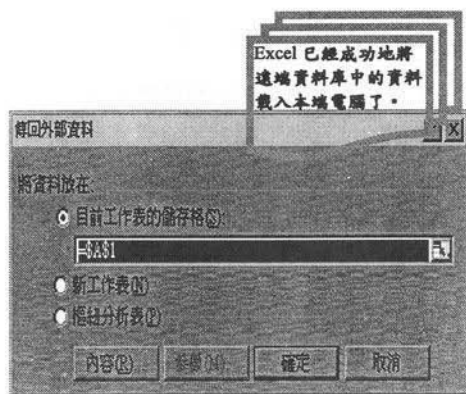 Excel 已經成功地將
遠端資料庫中的資料
載入本端電腦了。
傳回外部資料
? X
將資料放在:
目前工作表的儲存格(S):
=$A$1
新工作表(N)
樞紐分析表(P)
內容(R)
參數(M)
確定
取消